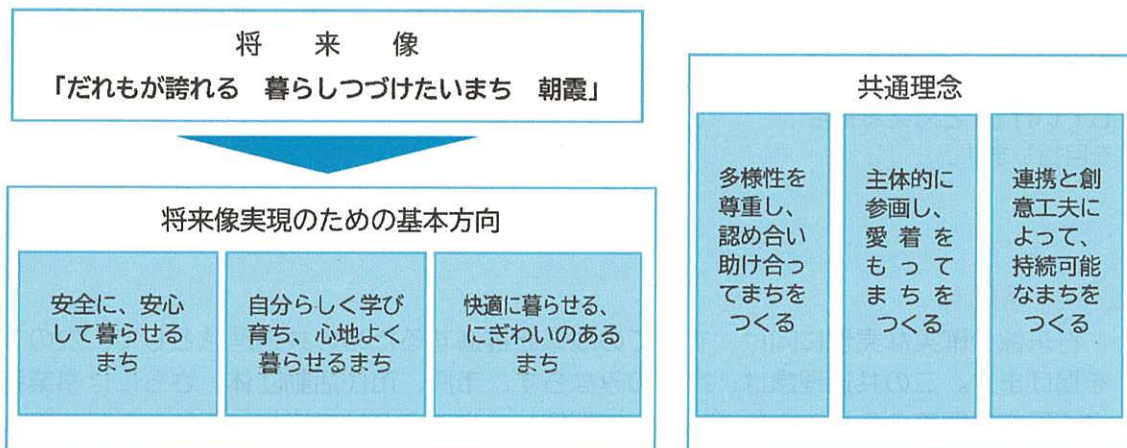 将来像
「だれもが誇れる　暮らしつづけたいまち　朝霞」
将来像実現のための基本方向
安全に、安心
して暮らせる
まち
自分らしく学び
育ち、心地よく
暮らせるまち
快適に暮らせる、
にぎわいのある
まち
共通理念
多様性を
尊重し、
認め合い
助け合っ
てまちを
つくる
主体的に
参画し、
愛着を
もって
まちを
つくる
連携と創
意工夫に
よって、
持続可能
なまちを
つくる